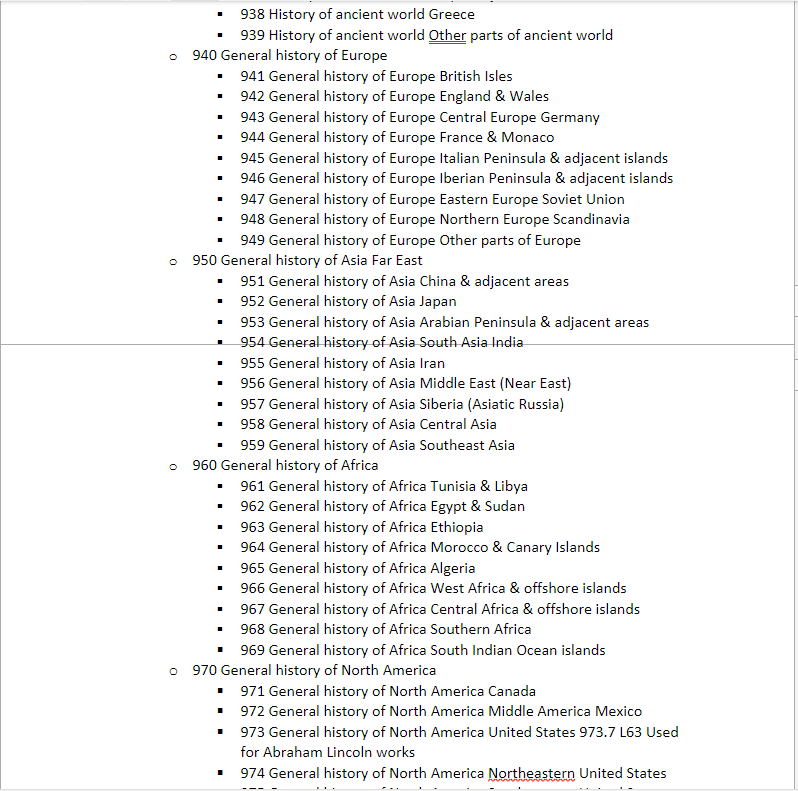 938 History of ancient world Greece
939 History of ancient world Other parts of ancient world
940 General history of Europe
941 General history of Europe British Isles
942 General history of Europe England & Wales
943 General history of Europe Central Europe Germany
944 General history of Europe France & Monaco
945 General history of Europe Italian Peninsula & adjacent islands
946 General history of Europe Iberian Peninsula & adjacent islands
947 General history of Europe Eastern Europe Soviet Union
948 General history of Europe Northern Europe Scandinavia
949 General history of Europe Other parts of Europe
950 General history of Asia Far East
951 General history of Asia China & adjacent areas
952 General history of Asia Japan
953 General history of Asia Arabian Peninsula & adjacent areas
954 General history of Asia South Asia India
955 General history of Asia Iran
956 General history of Asia Middle East (Near East)
957 General history of Asia Siberia (Asiatic Russia)
958 General history of Asia Central Asia
959 General history of Asia Southeast Asia
960 General history of Africa
961 General history of Africa Tunisia & Libya
962 General history of Africa Egypt & Sudan
963 General history of Africa Ethiopia
964 General history of Africa Morocco & Canary Islands
965 General history of Africa Algeria
966 General history of Africa West Africa & offshore islands
967 General history of Africa Central Africa & offshore islands
968 General history of Africa Southern Africa
969 General history of Africa South Indian Ocean islands
970 General history of North America
971 General history of North America Canada
972 General history of North America Middle America Mexico
973 General history of North America United States 973.7 L63 Used
for Abraham Lincoln works
974 General history of North America Northeastern United States